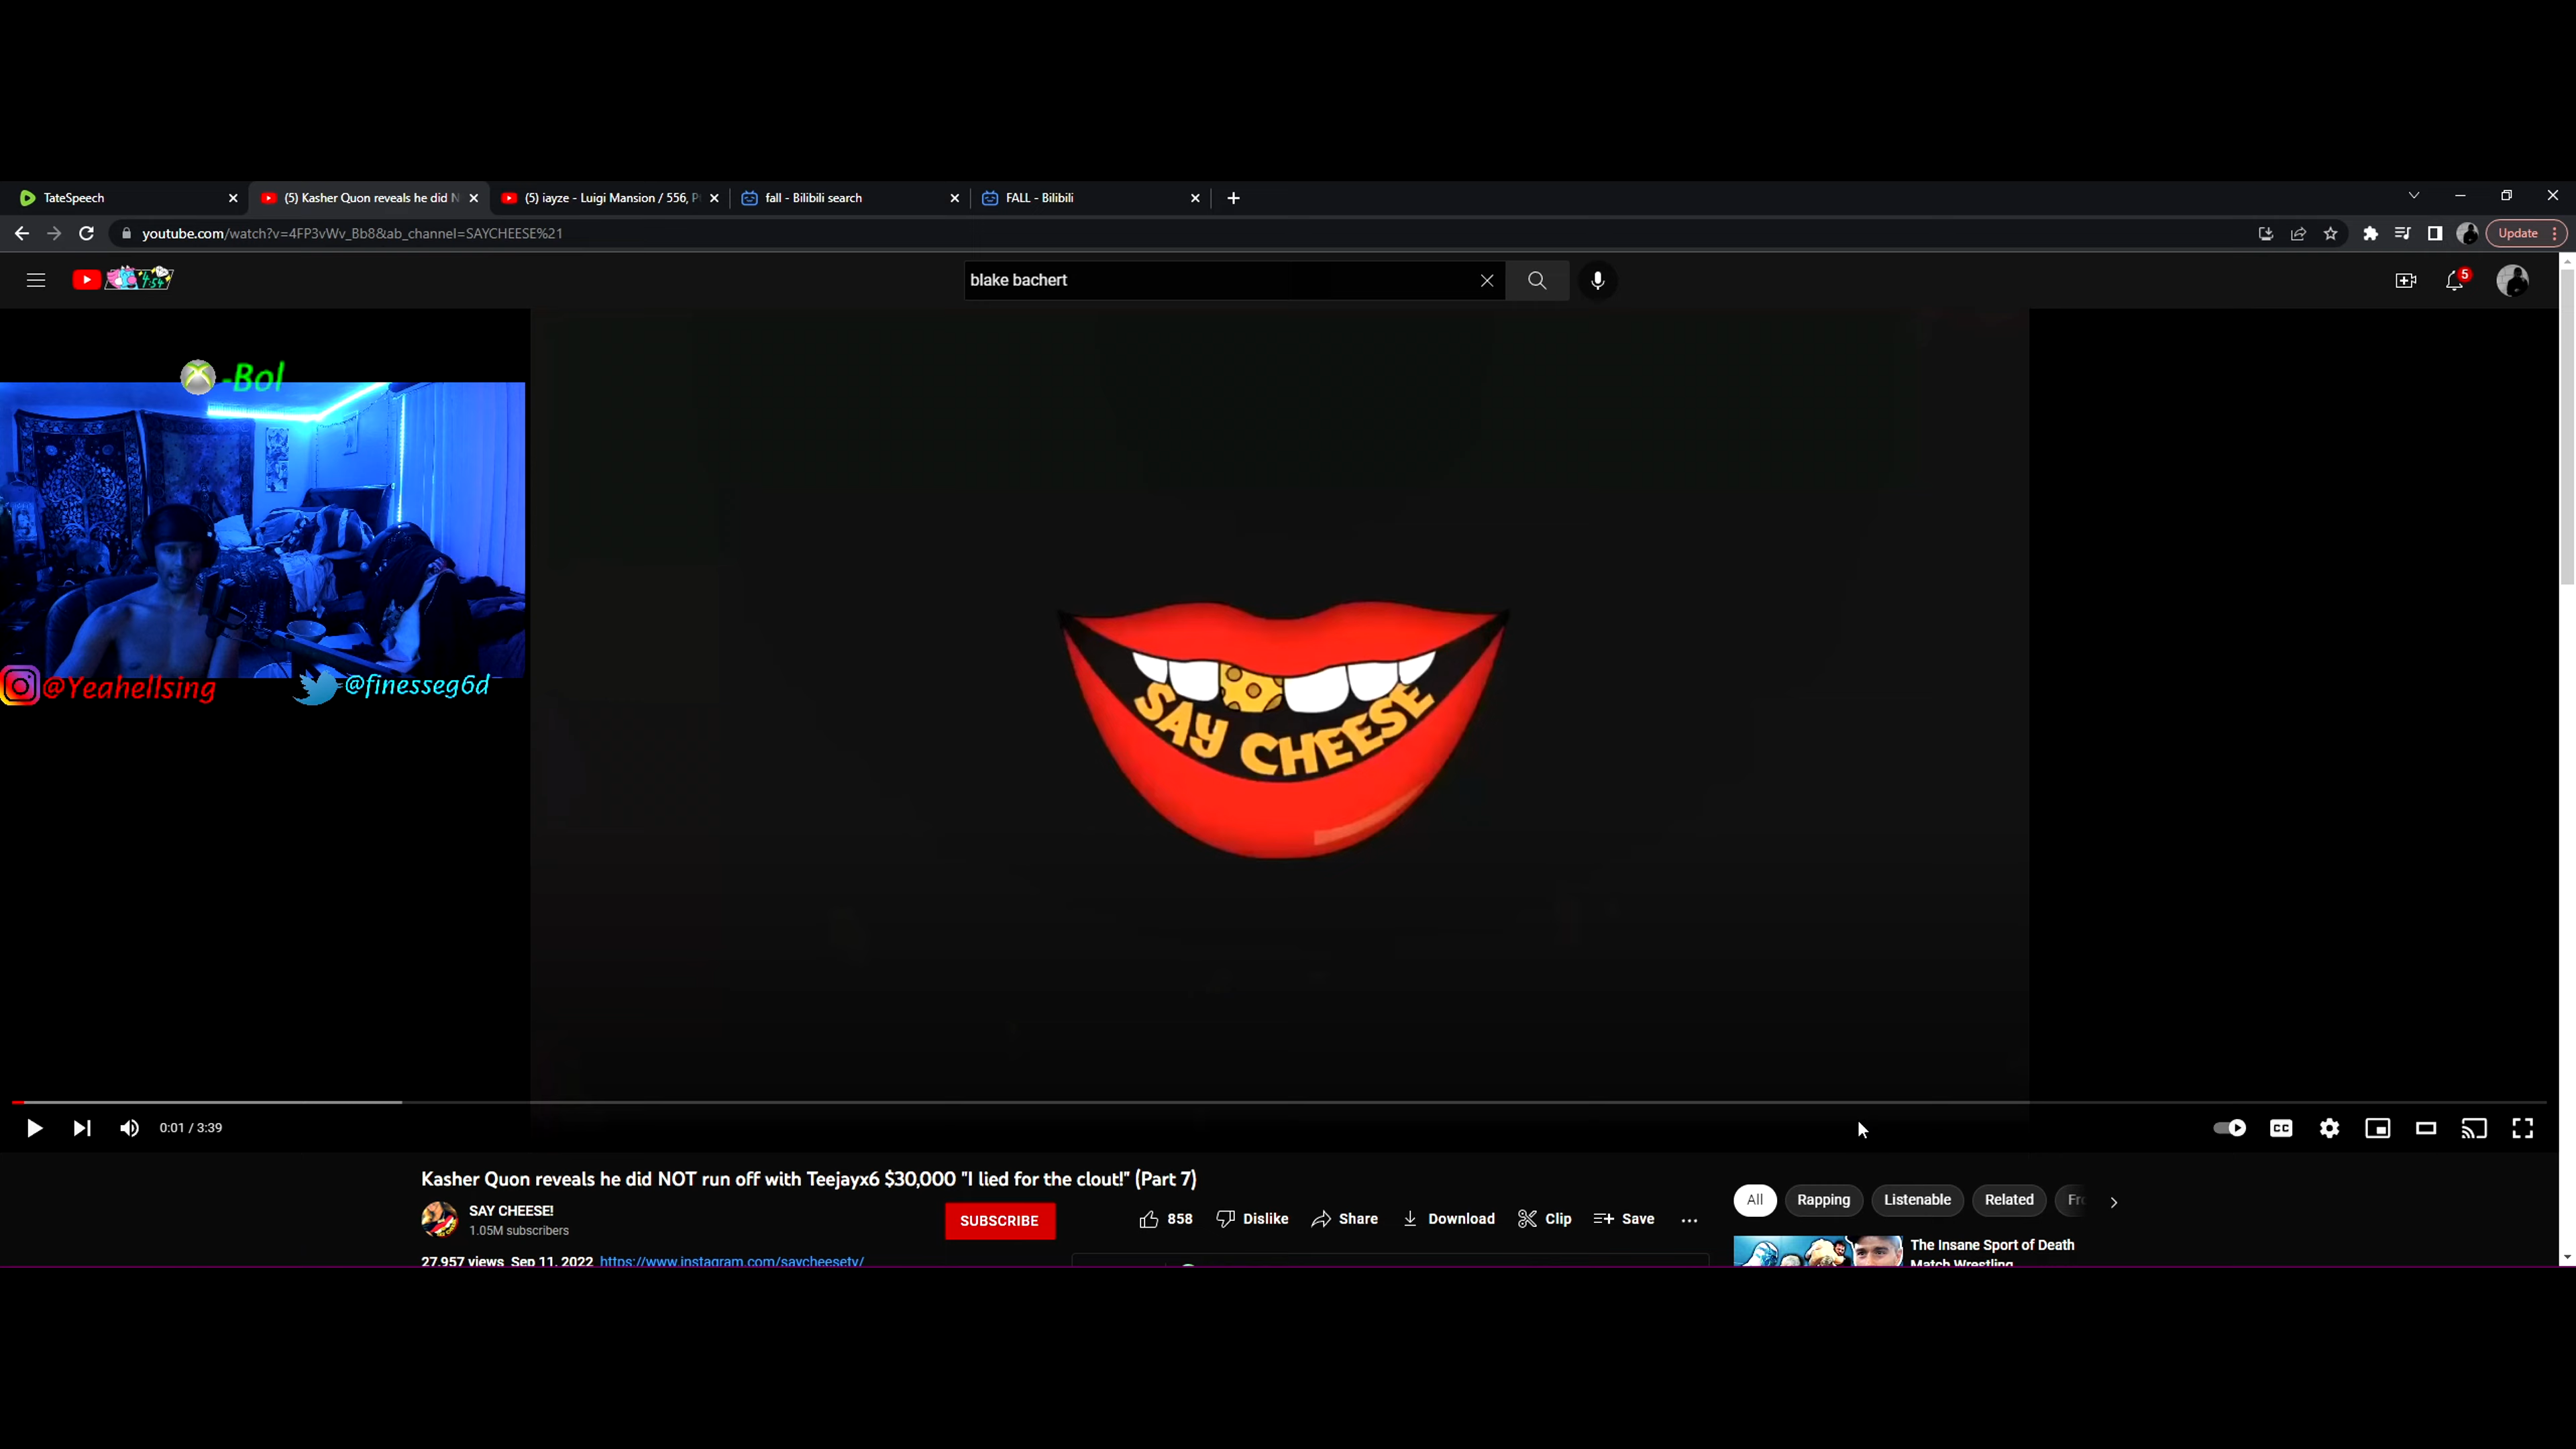 TateSpeech
(5) Kasher Quon reveals he did N
(5) iayze - Luigi Mansion / 556, P
fall - Bilibili search
FALL - Bilibili
youtube.com/watch?v=4FP3vWv_Bb8&ab_channel=SAYCHEESE%21
Update
4:54
blake bachert
5
-Bol
@Yeahellsing
@finesseg6d
SAY CHEESE
0:01 / 3:39
CC
Kasher Quon reveals he did NOT run off with Teejayx6 $30,000 "I lied for the clout!" (Part 7)
SAY CHEESE!
1.05M subscribers
SUBSCRIBE
858
Dislike
Share
Download
Clip
Save
27,957 views Sep 11, 2022 https://www.instagram.com/saycheesetv/
All
Rapping
Listenable
Related
Fro
The Insane Sport of Death
Match Wrestling